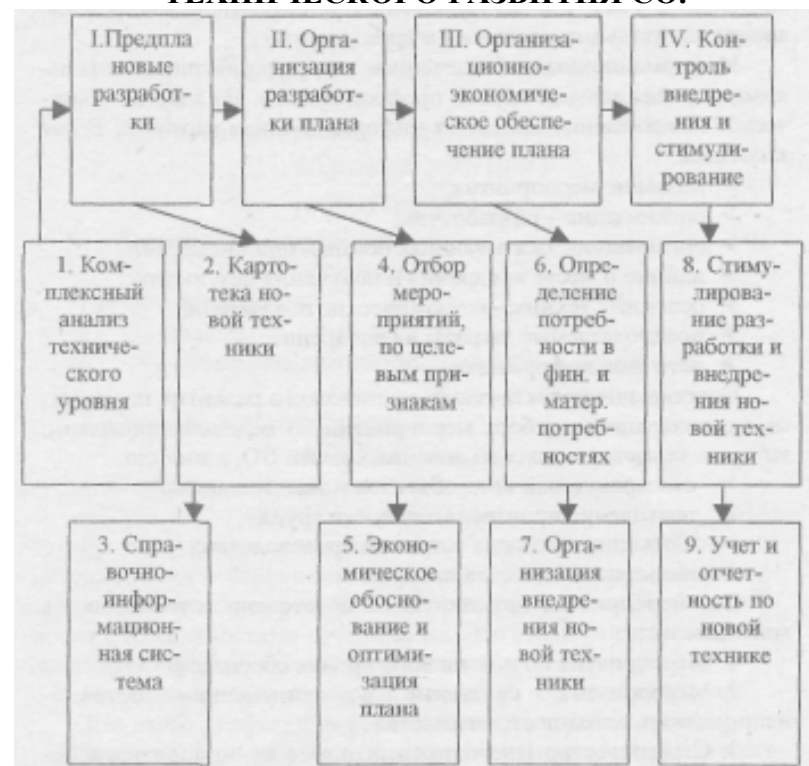 ТЕХНИЧЕСКОГО РАЗВИТИЯ СО:
I.Предпла
новые
разработ-
ки
II. Орга-
низация
разработ-
ки плана
III. Организа-
ционно-
экономиче-
ское обеспе-
чение плана
IV. Кон-
троль
внедре-
ния и
стимули-
рование
1. Ком-
плексный
анализ
техниче-
ского
уровня
2. Карто-
тека но-
вой тех-
ники
4. Отбор
меро-
приятий,
по целе-
вым при-
знакам
6. Опре-
деление
потреб-
ности в
фин. и
матер.
потреб-
ностях
8. Стиму-
лирова-
ние раз-
работки и
внедре-
ния но-
вой тех-
ники
3. Спра-
вочно-
инфор-
мацион-
ная сис-
тема
5. Эконо-
мическое
обосно-
вание и
оптими-
зация
плана
7. Орга-
низация
внедре-
ния но-
вой тех-
ники
9. Учет и
отчет-
ность по
новой
технике